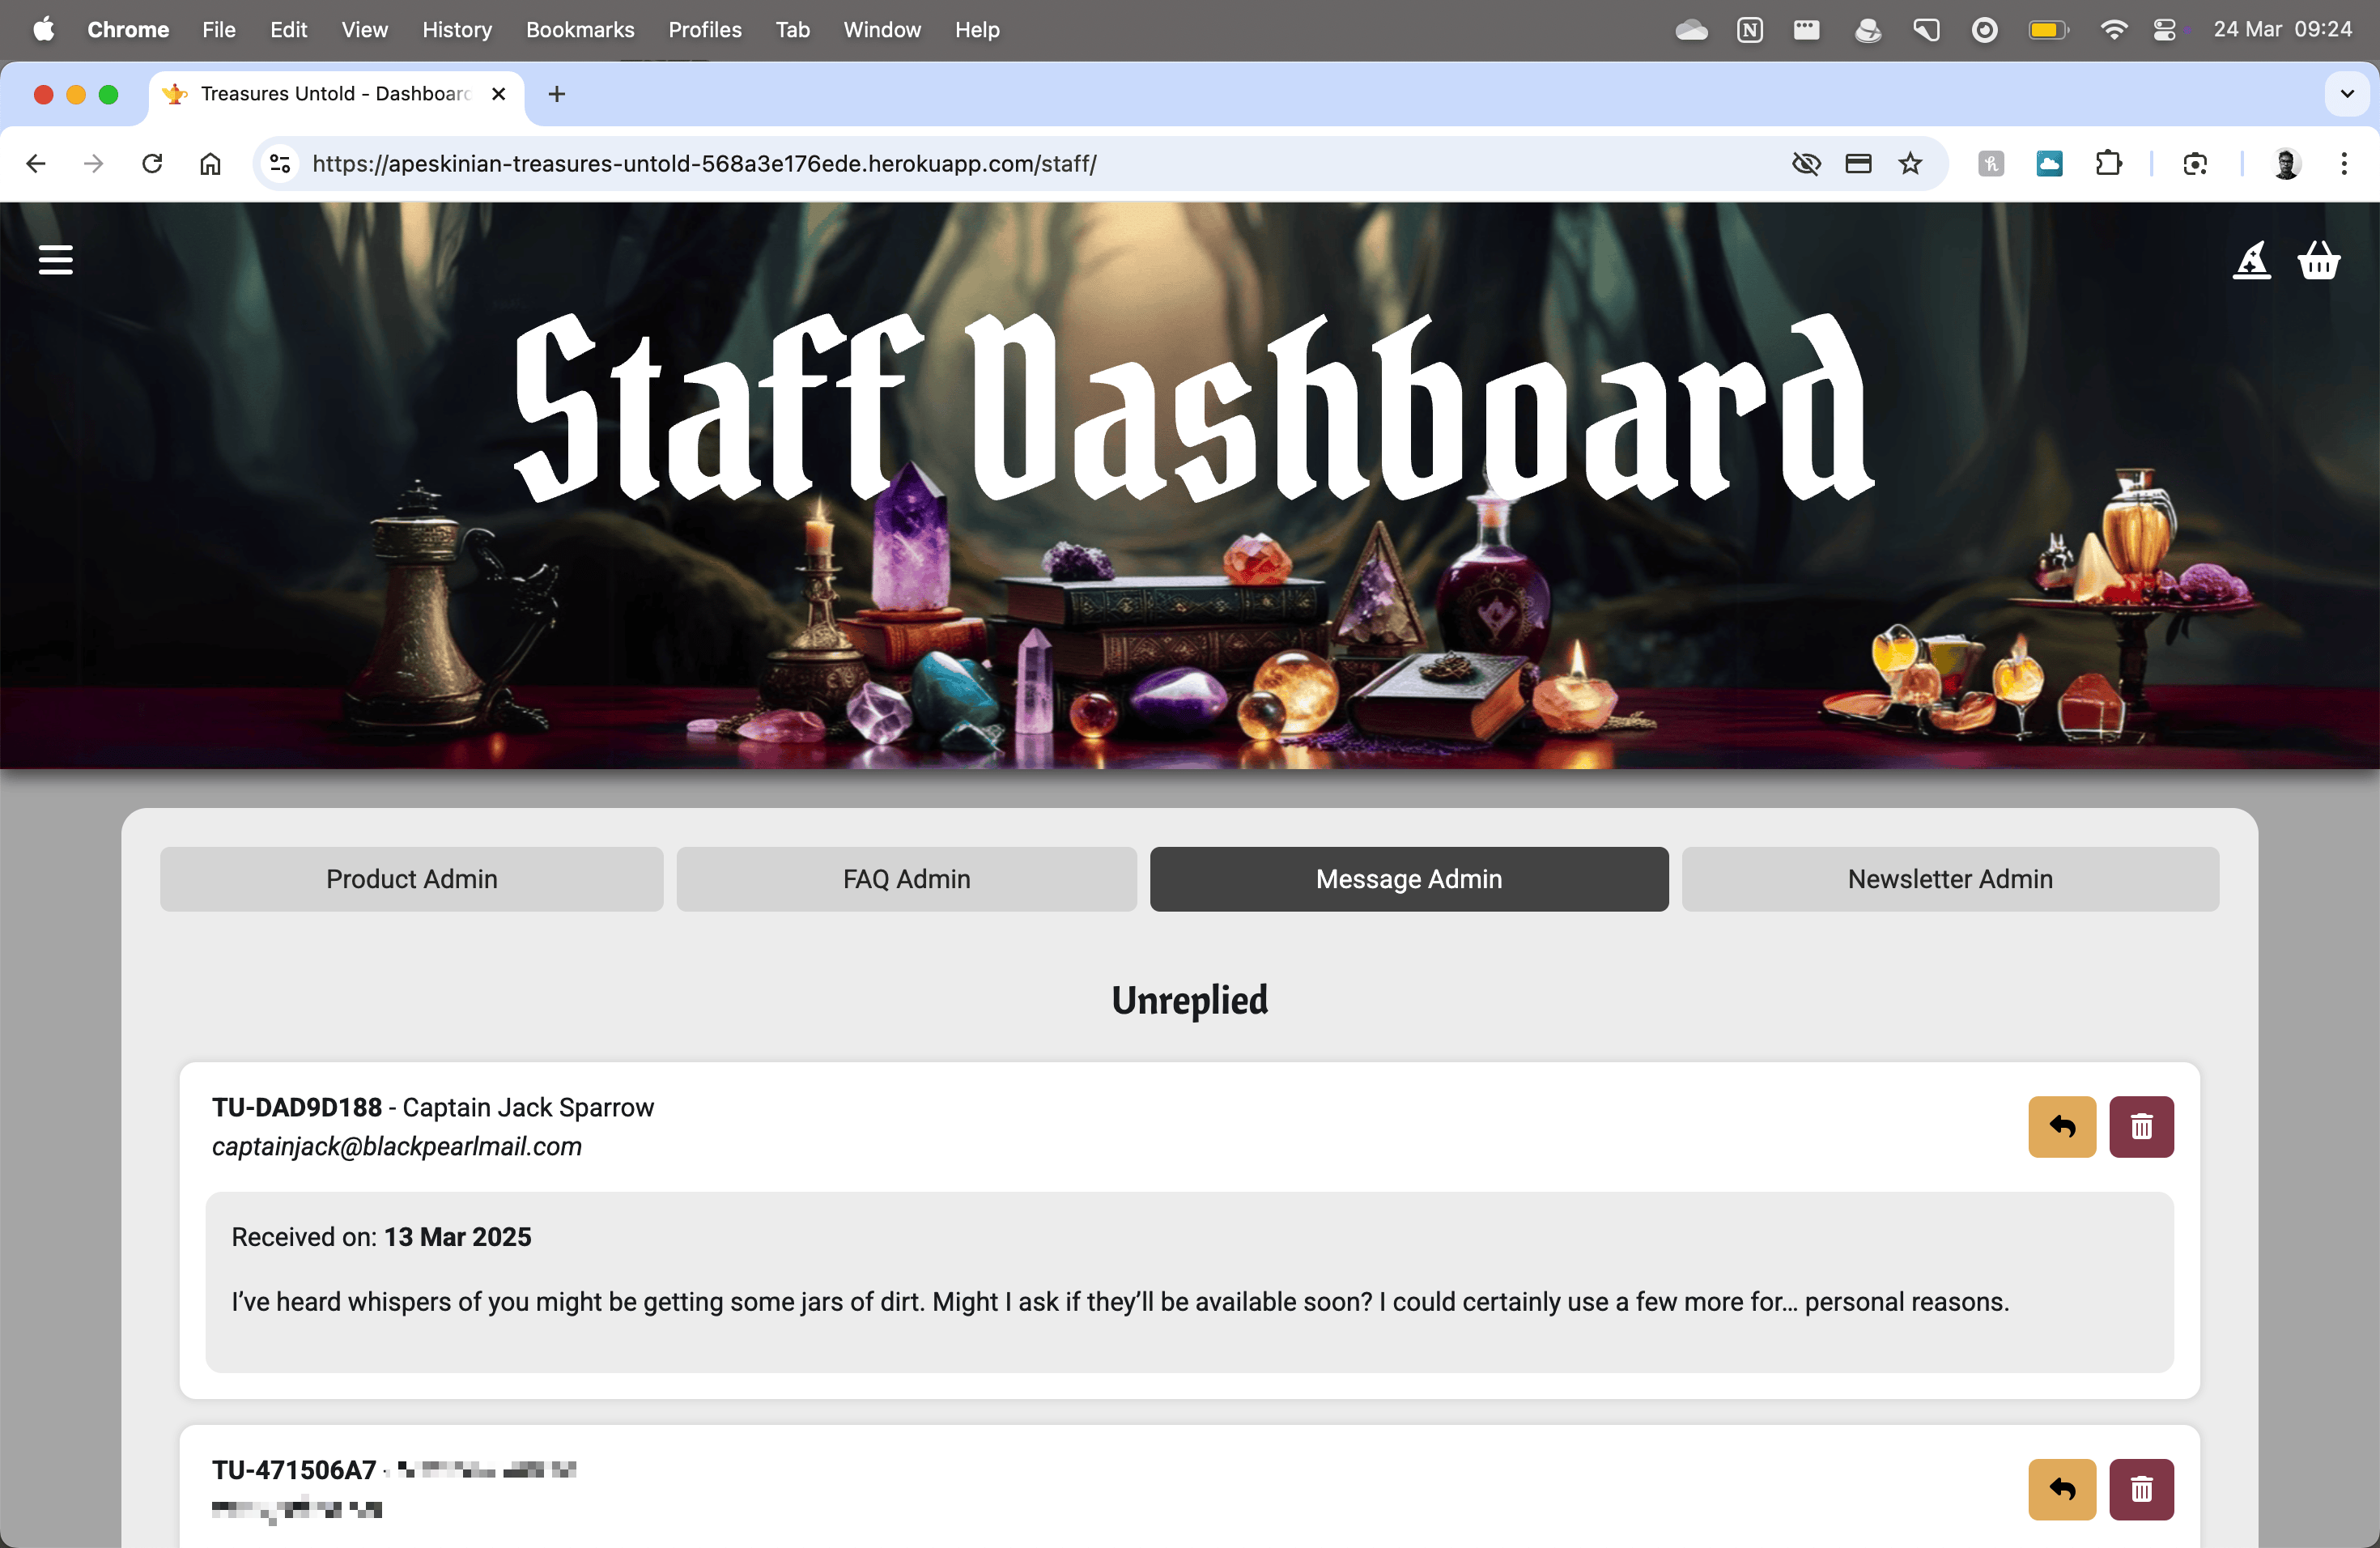 Chrome File Edit View History Bookmarks Profiles Tab Window Help 24 Mar 09:24
Treasures Untold - Dashboard
https://apeskinian-treasures-untold-568a3e176ede.herokuapp.com/staff/
Staff Dashboard
Product Admin FAQ Admin Message Admin Newsletter Admin
Unreplied
TU-DAD9D188 - Captain Jack Sparrow
captainjack@blackpearlmail.com
Received on: 13 Mar 2025
I’ve heard whispers of you might be getting some jars of dirt. Might I ask if they’ll be available soon? I could certainly use a few more for... personal reasons.
TU-471506A7 -